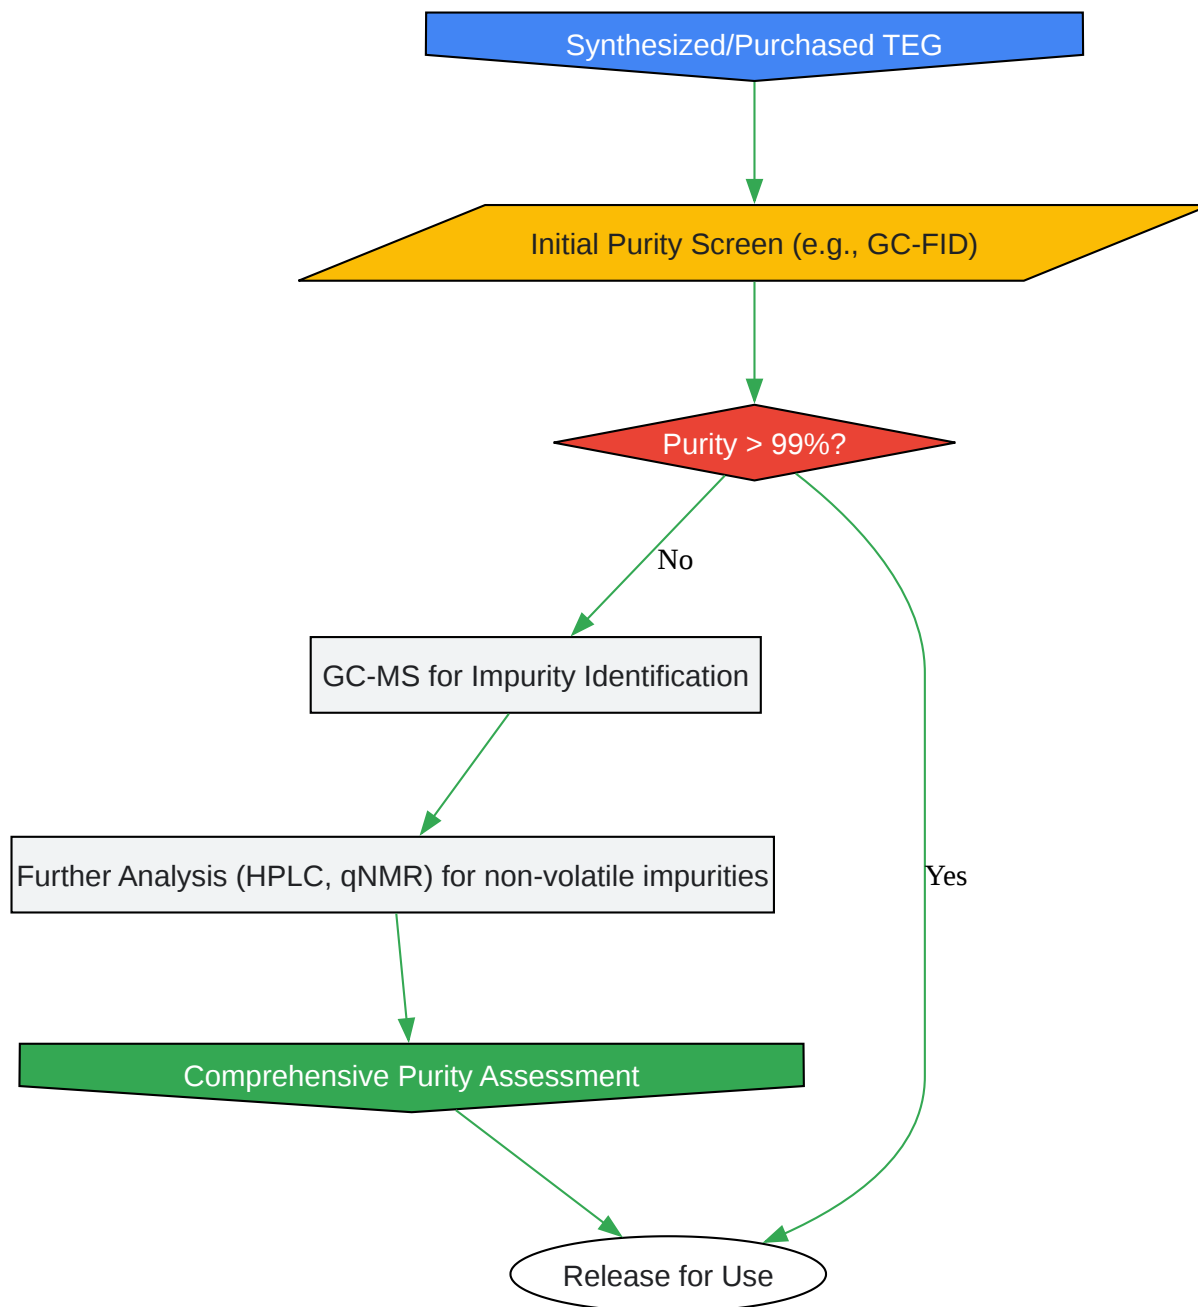 Synthesized/Purchased TEG
Initial Purity Screen (e.g., GC-FID)
Purity > 99%?
No
GC-MS for Impurity Identification
Further Analysis (HPLC, qNMR) for non-volatile impurities
Yes
Comprehensive Purity Assessment
Release for Use